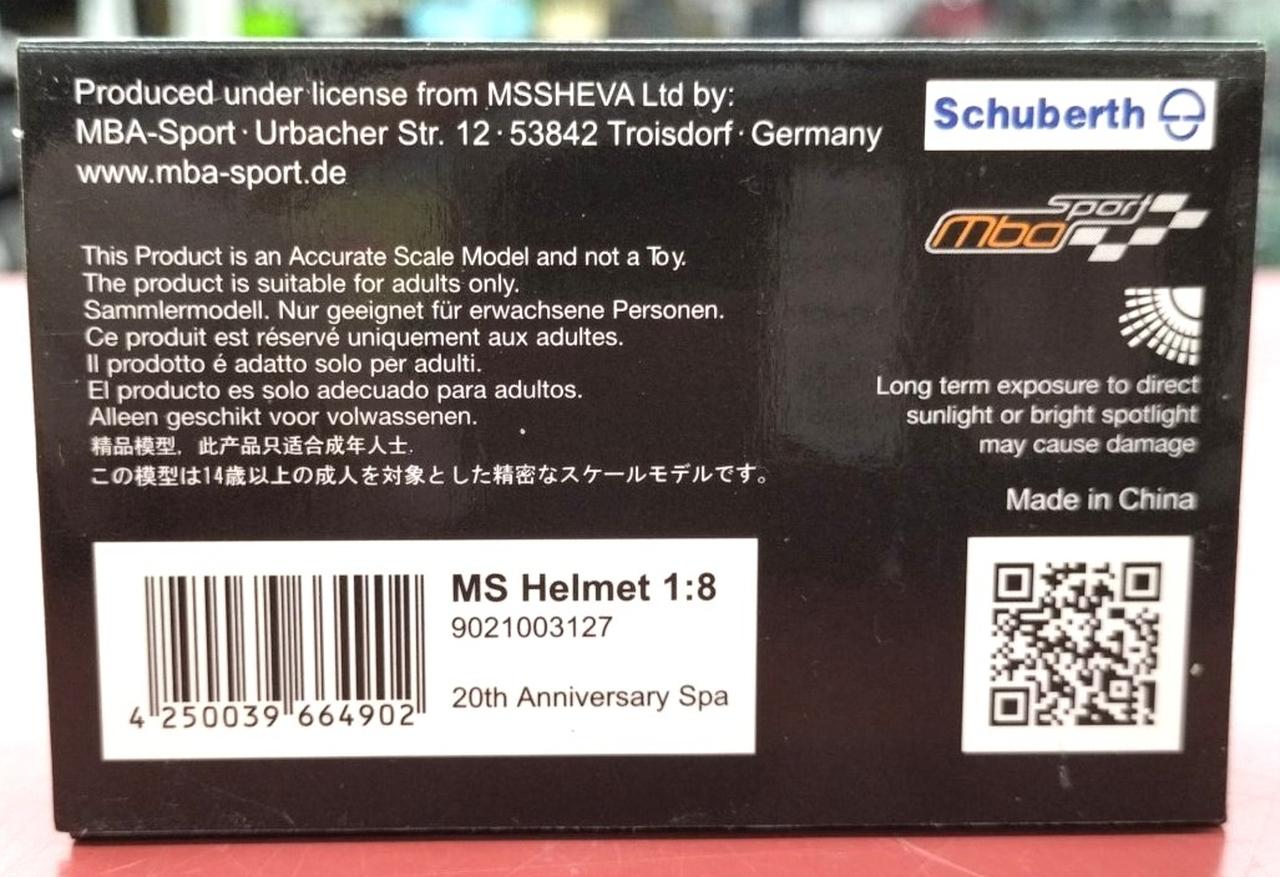 Produced under license from MSSHEVA Ltd by:
MBA-Sport · Urbacher Str. 12 · 53842 Troisdorf · Germany
www.mba-sport.de
Schuberth
mba Sport
This Product is an Accurate Scale Model and not a Toy.
The product is suitable for adults only.
Sammlermodell. Nur geeignet für erwachsene Personen.
Ce produit est réservé uniquement aux adultes.
Il prodotto é adatto solo per adulti.
El producto es solo adecuado para adultos.
Alleen geschikt voor volwassenen.
精品模型, 此产品只适合成年人士.
この模型は14歳以上の成人を対象とした精密なスケールモデルです。
Long term exposure to direct
sunlight or bright spotlight
may cause damage
Made in China
MS Helmet 1:8
9021003127
20th Anniversary Spa
4 250039 664902